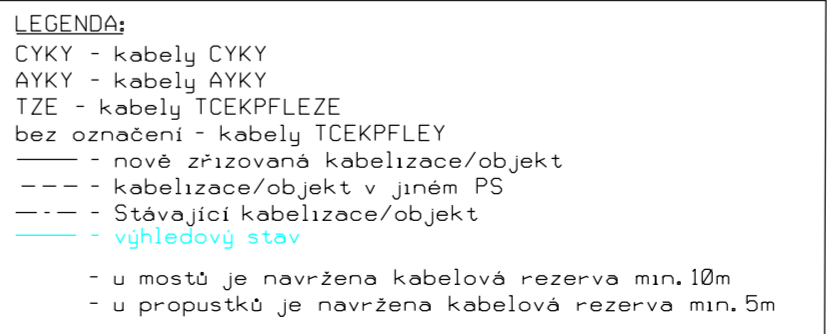 LEGENDA:
CYKY - kabely CYKY
AYKY - kabely AYKY
TZE - kabely TCEKPFLEZE
bez označení - kabely TCEKPFLEY
- nově zřizovaná kabelizace/objekt
- kabelizace/objekt v jiném PS
- Stávající kabelizace/objekt
- výhledový stav
- u mostů je navržena kabelová rezerva min.10m
- u propustků je navržena kabelová rezerva min.5m